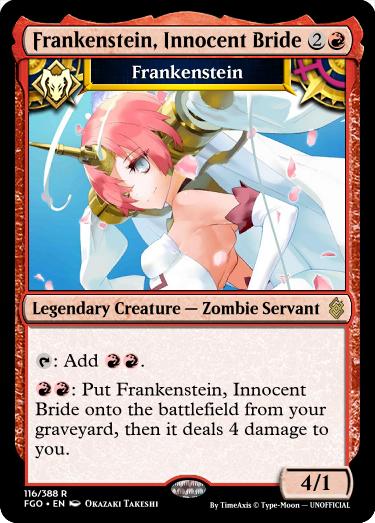 Frankenstein, Innocent Bride 2
Frankenstein
Legendary Creature — Zombie Servant
: Add .
: Put Frankenstein, Innocent
Bride onto the battlefield from your
graveyard, then it deals 4 damage to
you.
4/1
116/388 R
FGO • EN Okazaki Takeshi
By TimeAxis © Type-Moon — UNOFFICIAL